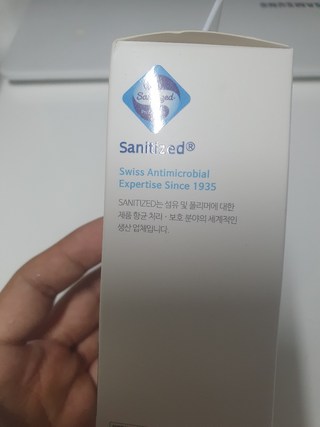 SAMSUNG
With
Sanitized
Sanitized®
Swiss Antimicrobial
Expertise Since 1935
SANITIZED는 섬유 및 폴리머에 대한
제품 항균 처리 · 보호 분야의 세계적인
생산 업체입니다.